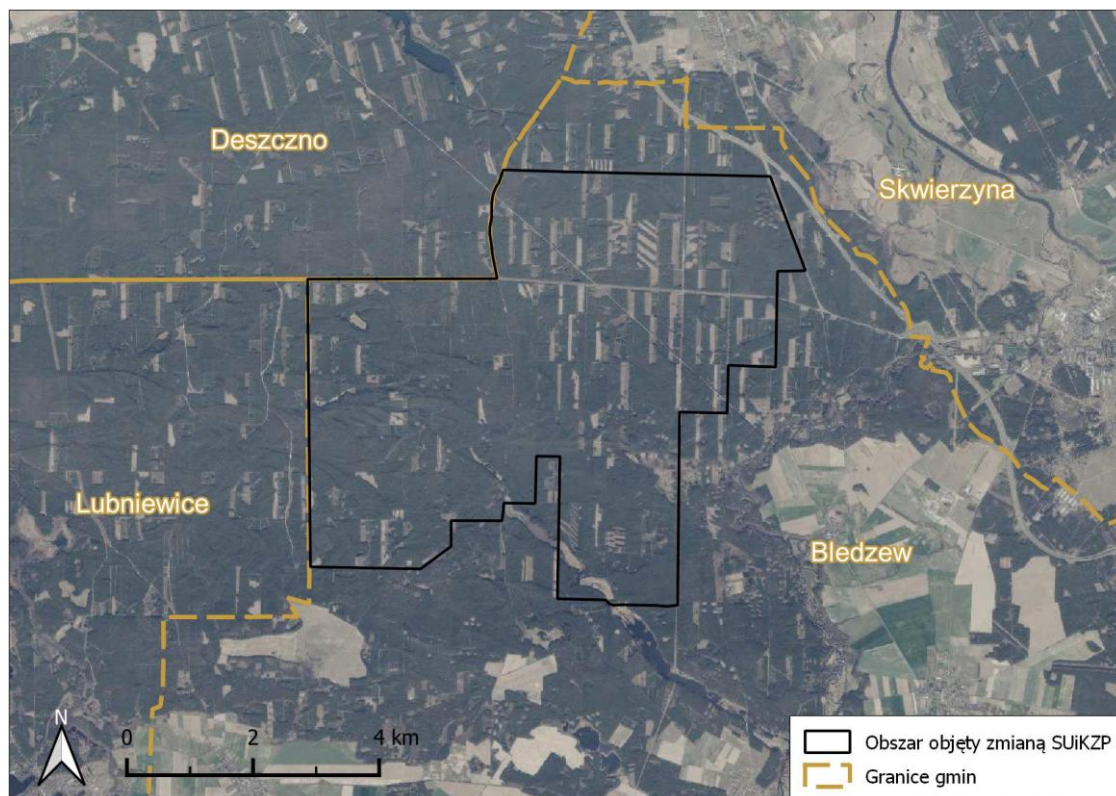 Deszczno
Skwierzyna
Lubniewice
Bledzew
N
0 2 4 km
Obszar objęty zmianą SUiKZP
Granice gmin